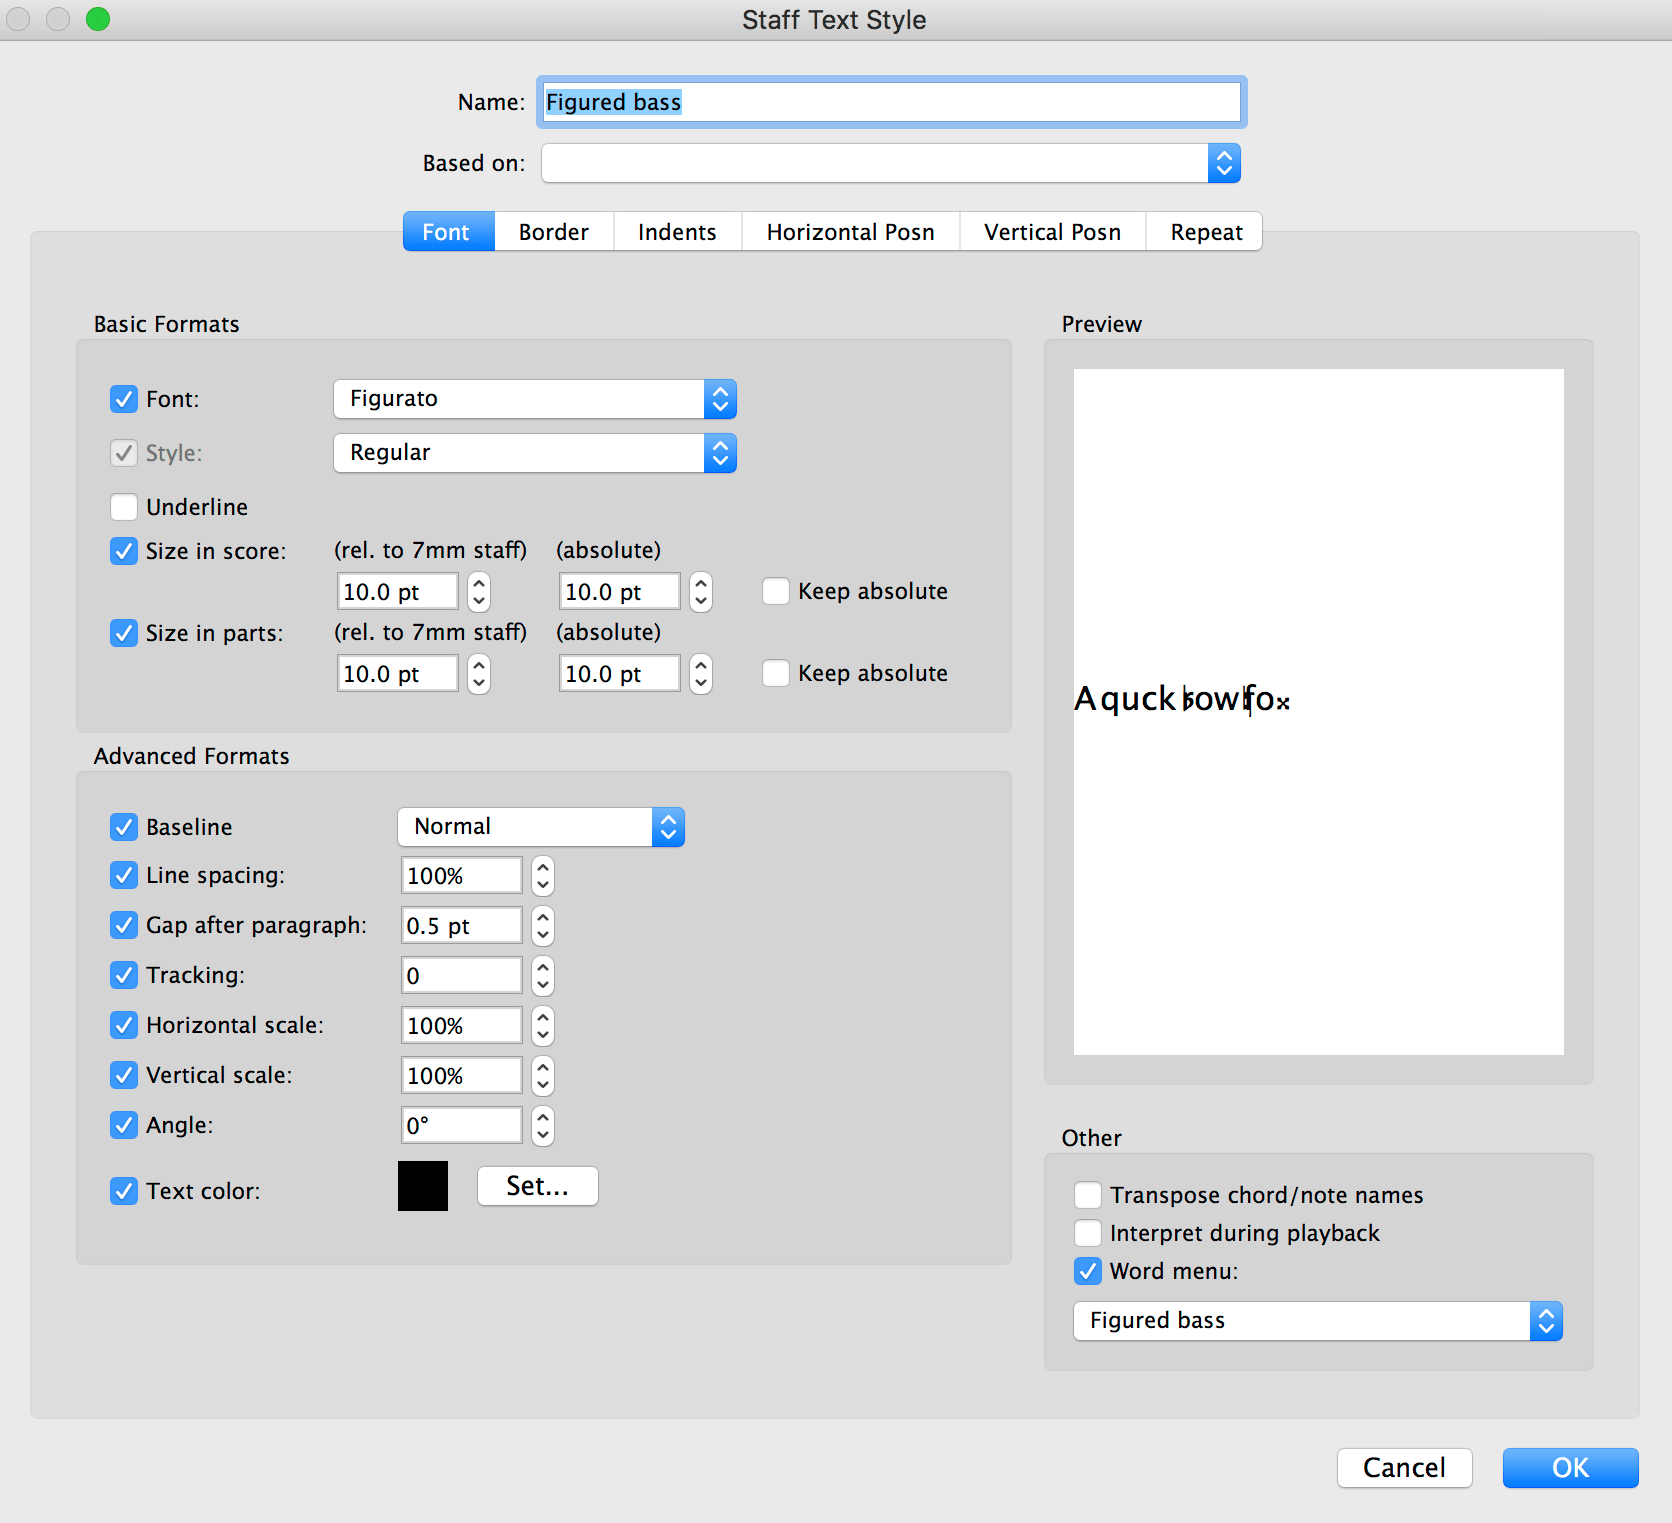 Staff Text Style
Name: Figured bass
Based on:
Font Border Indents Horizontal Posn Vertical Posn Repeat
Basic Formats
Font: Figurato
Style: Regular
Underline
Size in score: (rel. to 7mm staff) (absolute)
10.0 pt 10.0 pt Keep absolute
Size in parts: (rel. to 7mm staff) (absolute)
10.0 pt 10.0 pt Keep absolute
Advanced Formats
Baseline Normal
Line spacing: 100%
Gap after paragraph: 0.5 pt
Tracking: 0
Horizontal scale: 100%
Vertical scale: 100%
Angle: 0°
Text color: Set...
Preview
A quck
Other
Transpose chord/note names
Interpret during playback
Word menu:
Figured bass
Cancel OK